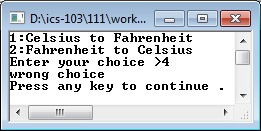 D:\ics-103\111\work...
1:Celsius to Fahrenheit
2:Fahrenheit to Celsius
Enter your choice >4
wrong choice
Press any key to continue .